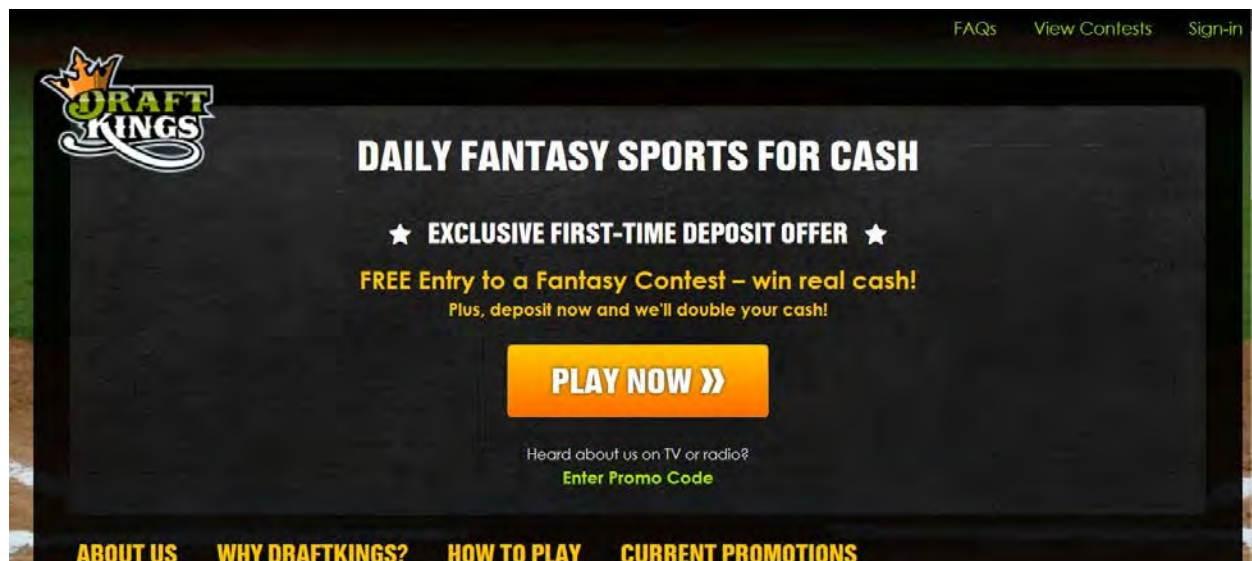 FAQs View Contests Sign-in
DRAFT
KINGS
DAILY FANTASY SPORTS FOR CASH
★ EXCLUSIVE FIRST-TIME DEPOSIT OFFER ★
FREE Entry to a Fantasy Contest – win real cash!
Plus, deposit now and we'll double your cash!
PLAY NOW »
Heard about us on TV or radio?
Enter Promo Code
ABOUT US WHY DRAFTKINGS? HOW TO PLAY CURRENT PROMOTIONS